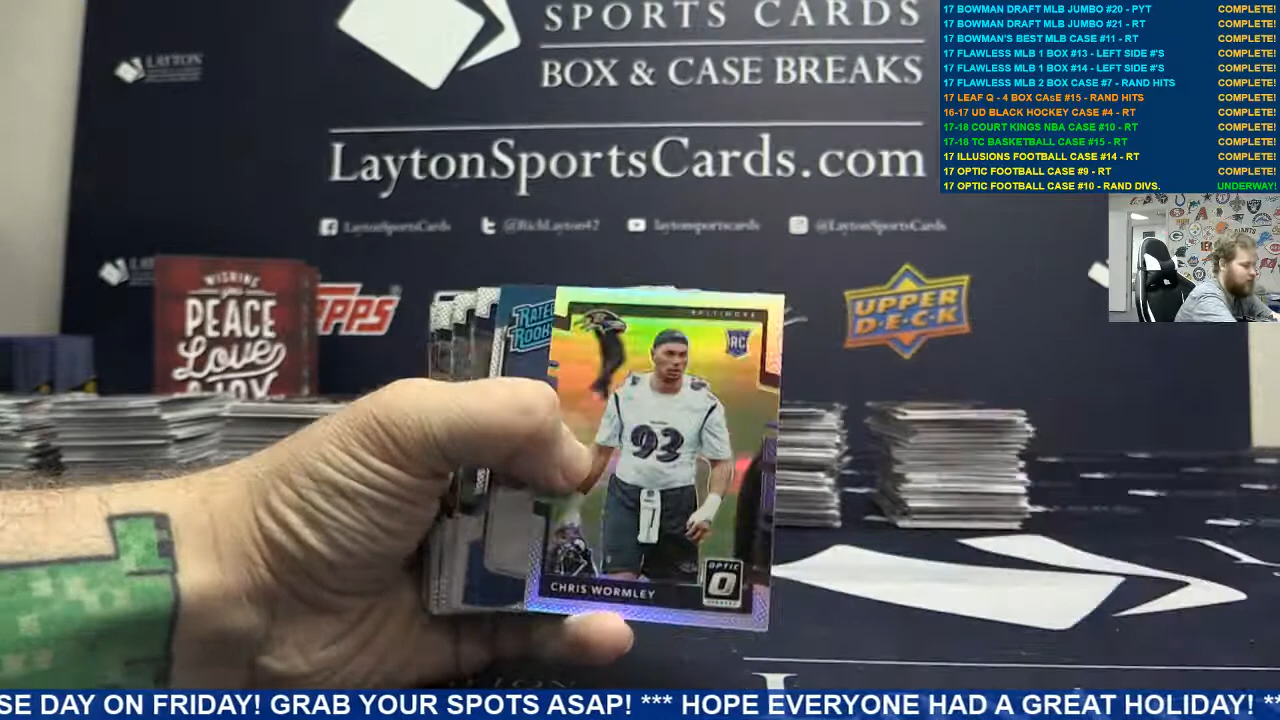 SPORTS CARDS
BOX & CASE BREAKS
LaytonSportsCards.com
LaytonSportsCards
@RichLayton42
laytonsportscards
@LaytonSportsCards
LAYTON
17 BOWMAN DRAFT MLB JUMBO #20 - PYT COMPLETE!
17 BOWMAN DRAFT MLB JUMBO #21 - RT COMPLETE!
17 BOWMAN'S BEST MLB CASE #11 - RT COMPLETE!
17 FLAWLESS MLB 1 BOX #13 - LEFT SIDE #'S COMPLETE!
17 FLAWLESS MLB 1 BOX #14 - LEFT SIDE #'S COMPLETE!
17 FLAWLESS MLB 2 BOX CASE #7 - RAND HITS COMPLETE!
17 LEAF Q - 4 BOX CAsE #15 - RAND HITS COMPLETE!
16-17 UD BLACK HOCKEY CASE #4 - RT COMPLETE!
17-18 COURT KINGS NBA CASE #10 - RT COMPLETE!
17-18 TC BASKETBALL CASE #15 - RT COMPLETE!
17 ILLUSIONS FOOTBALL CASE #14 - RT COMPLETE!
17 OPTIC FOOTBALL CASE #9 - RT COMPLETE!
17 OPTIC FOOTBALL CASE #10 - RAND DIVS. UNDERWAY!
WISHING
YOU
PEACE
Love
JOY
TOPPS
UPPER
DECK
RATED
ROOKIE
BALTIMORE
RC
93
OPTIC
CHRIS WORMLEY
SE DAY ON FRIDAY! GRAB YOUR SPOTS ASAP! *** HOPE EVERYONE HAD A GREAT HOLIDAY! **